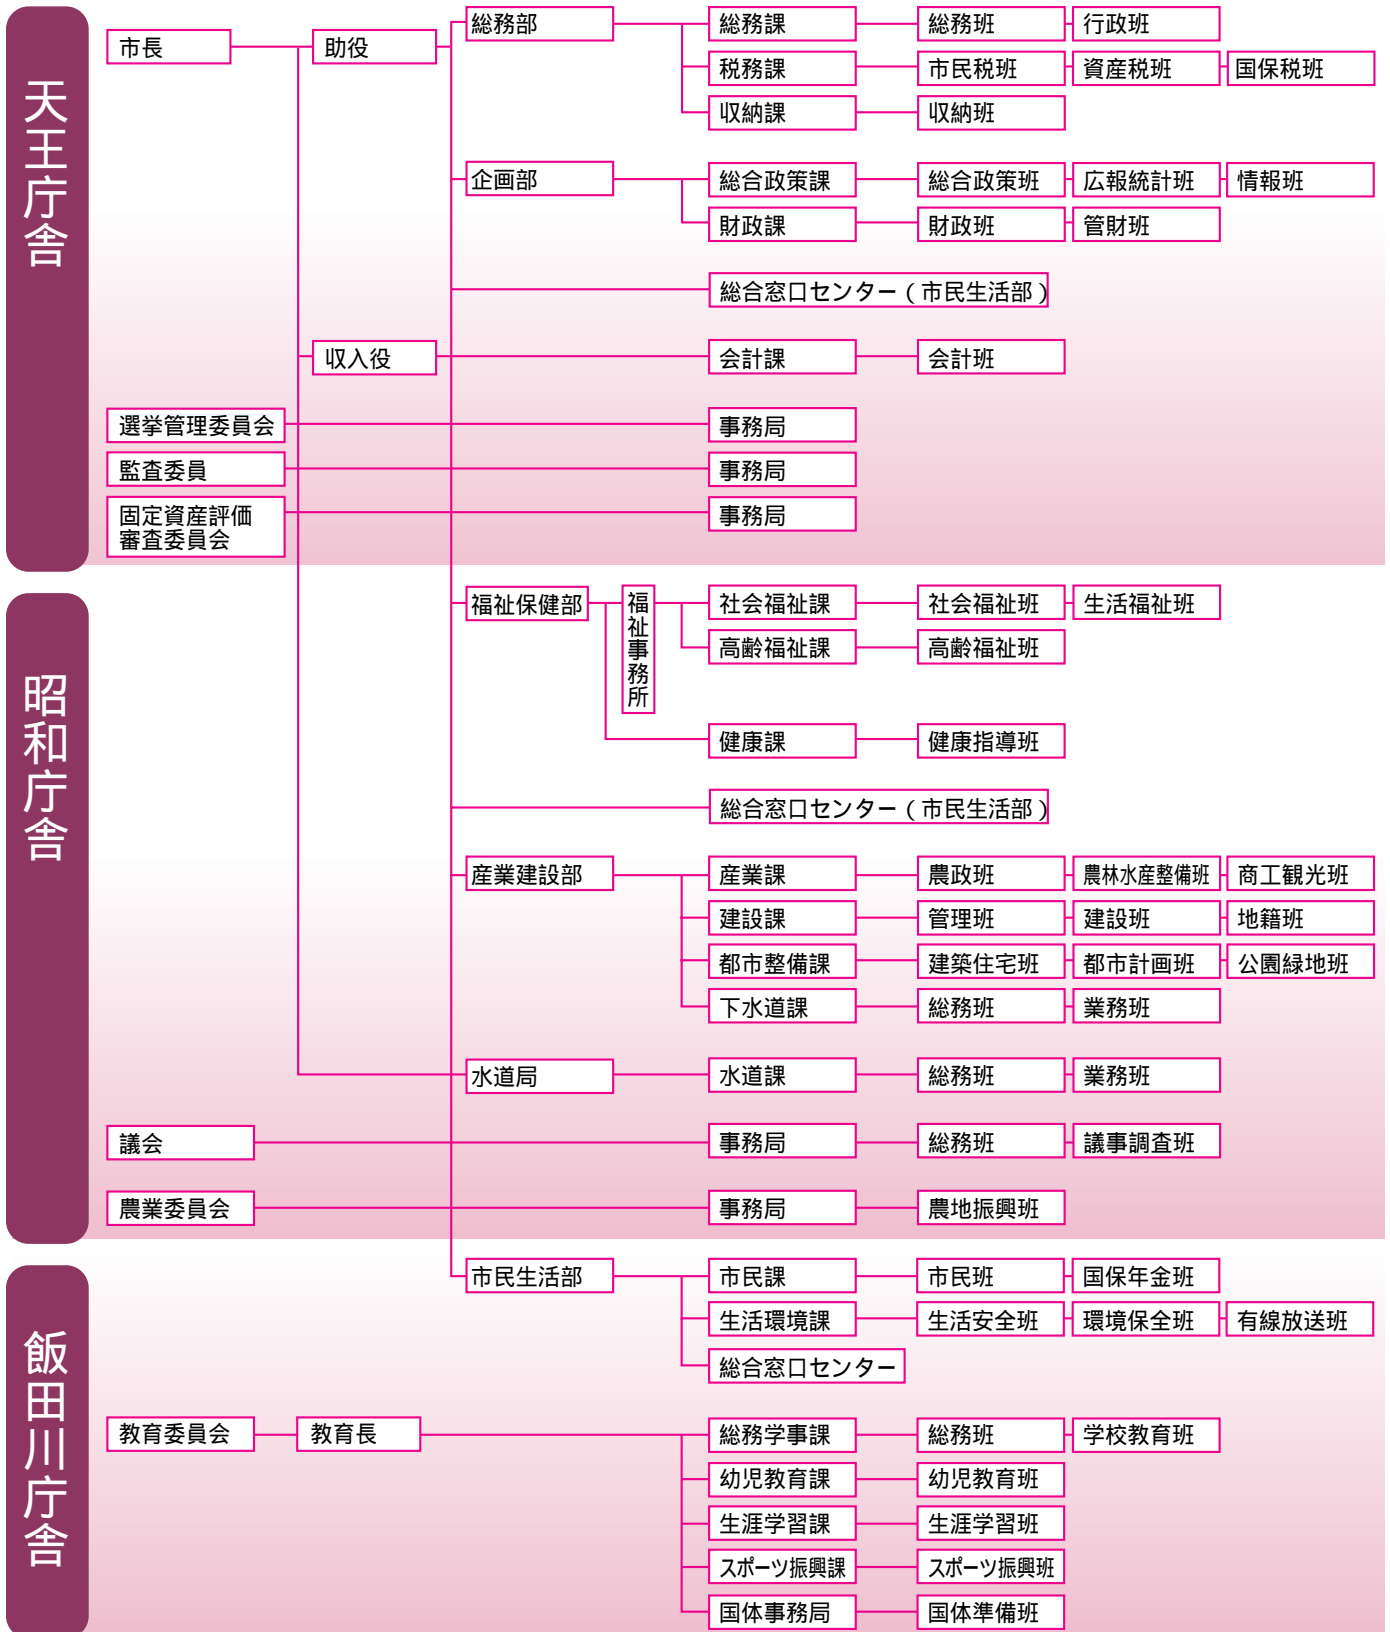 天王庁舎
市長
助役
総務部
総務課
総務班
行政班
税務課
市民税班
資産税班
国保税班
収納課
収納班
企画部
総合政策課
総合政策班
広報統計班
情報班
財政課
財政班
管財班
総合窓口センター（市民生活部）
収入役
会計課
会計班
選挙管理委員会
事務局
監査委員
事務局
固定資産評価
審査委員会
事務局
昭和庁舎
福祉保健部
福祉事務所
社会福祉課
社会福祉班
生活福祉班
高齢福祉課
高齢福祉班
健康課
健康指導班
総合窓口センター（市民生活部）
産業建設部
産業課
農政班
農林水産整備班
商工観光班
建設課
管理班
建設班
地籍班
都市整備課
建築住宅班
都市計画班
公園緑地班
下水道課
総務班
業務班
水道局
水道課
総務班
業務班
議会
事務局
総務班
議事調査班
農業委員会
事務局
農地振興班
飯田川庁舎
市民生活部
市民課
市民班
国保年金班
生活環境課
生活安全班
環境保全班
有線放送班
総合窓口センター
教育委員会
教育長
総務学事課
総務班
学校教育班
幼児教育課
幼児教育班
生涯学習課
生涯学習班
スポーツ振興課
スポーツ振興班
国体事務局
国体準備班